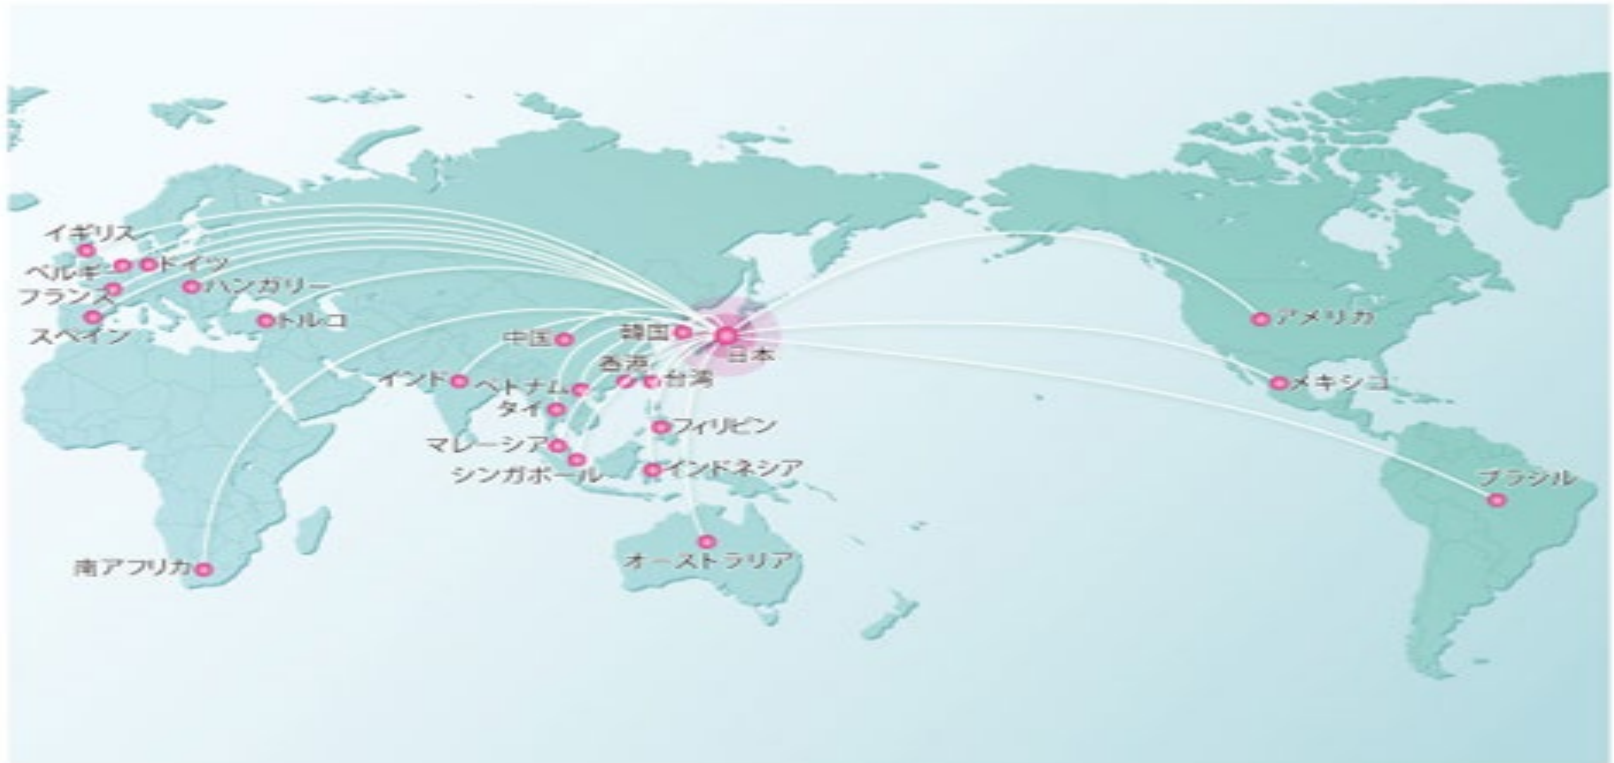 イギリス
ベルギー
ドイツ
フランス
ハンガリー
スペイン
トルコ
中国
韓国
日本
香港
台湾
インド
ベトナム
タイ
フィリピン
マレーシア
シンガポール
インドネシア
オーストラリア
南アフリカ
アメリカ
メキシコ
ブラジル